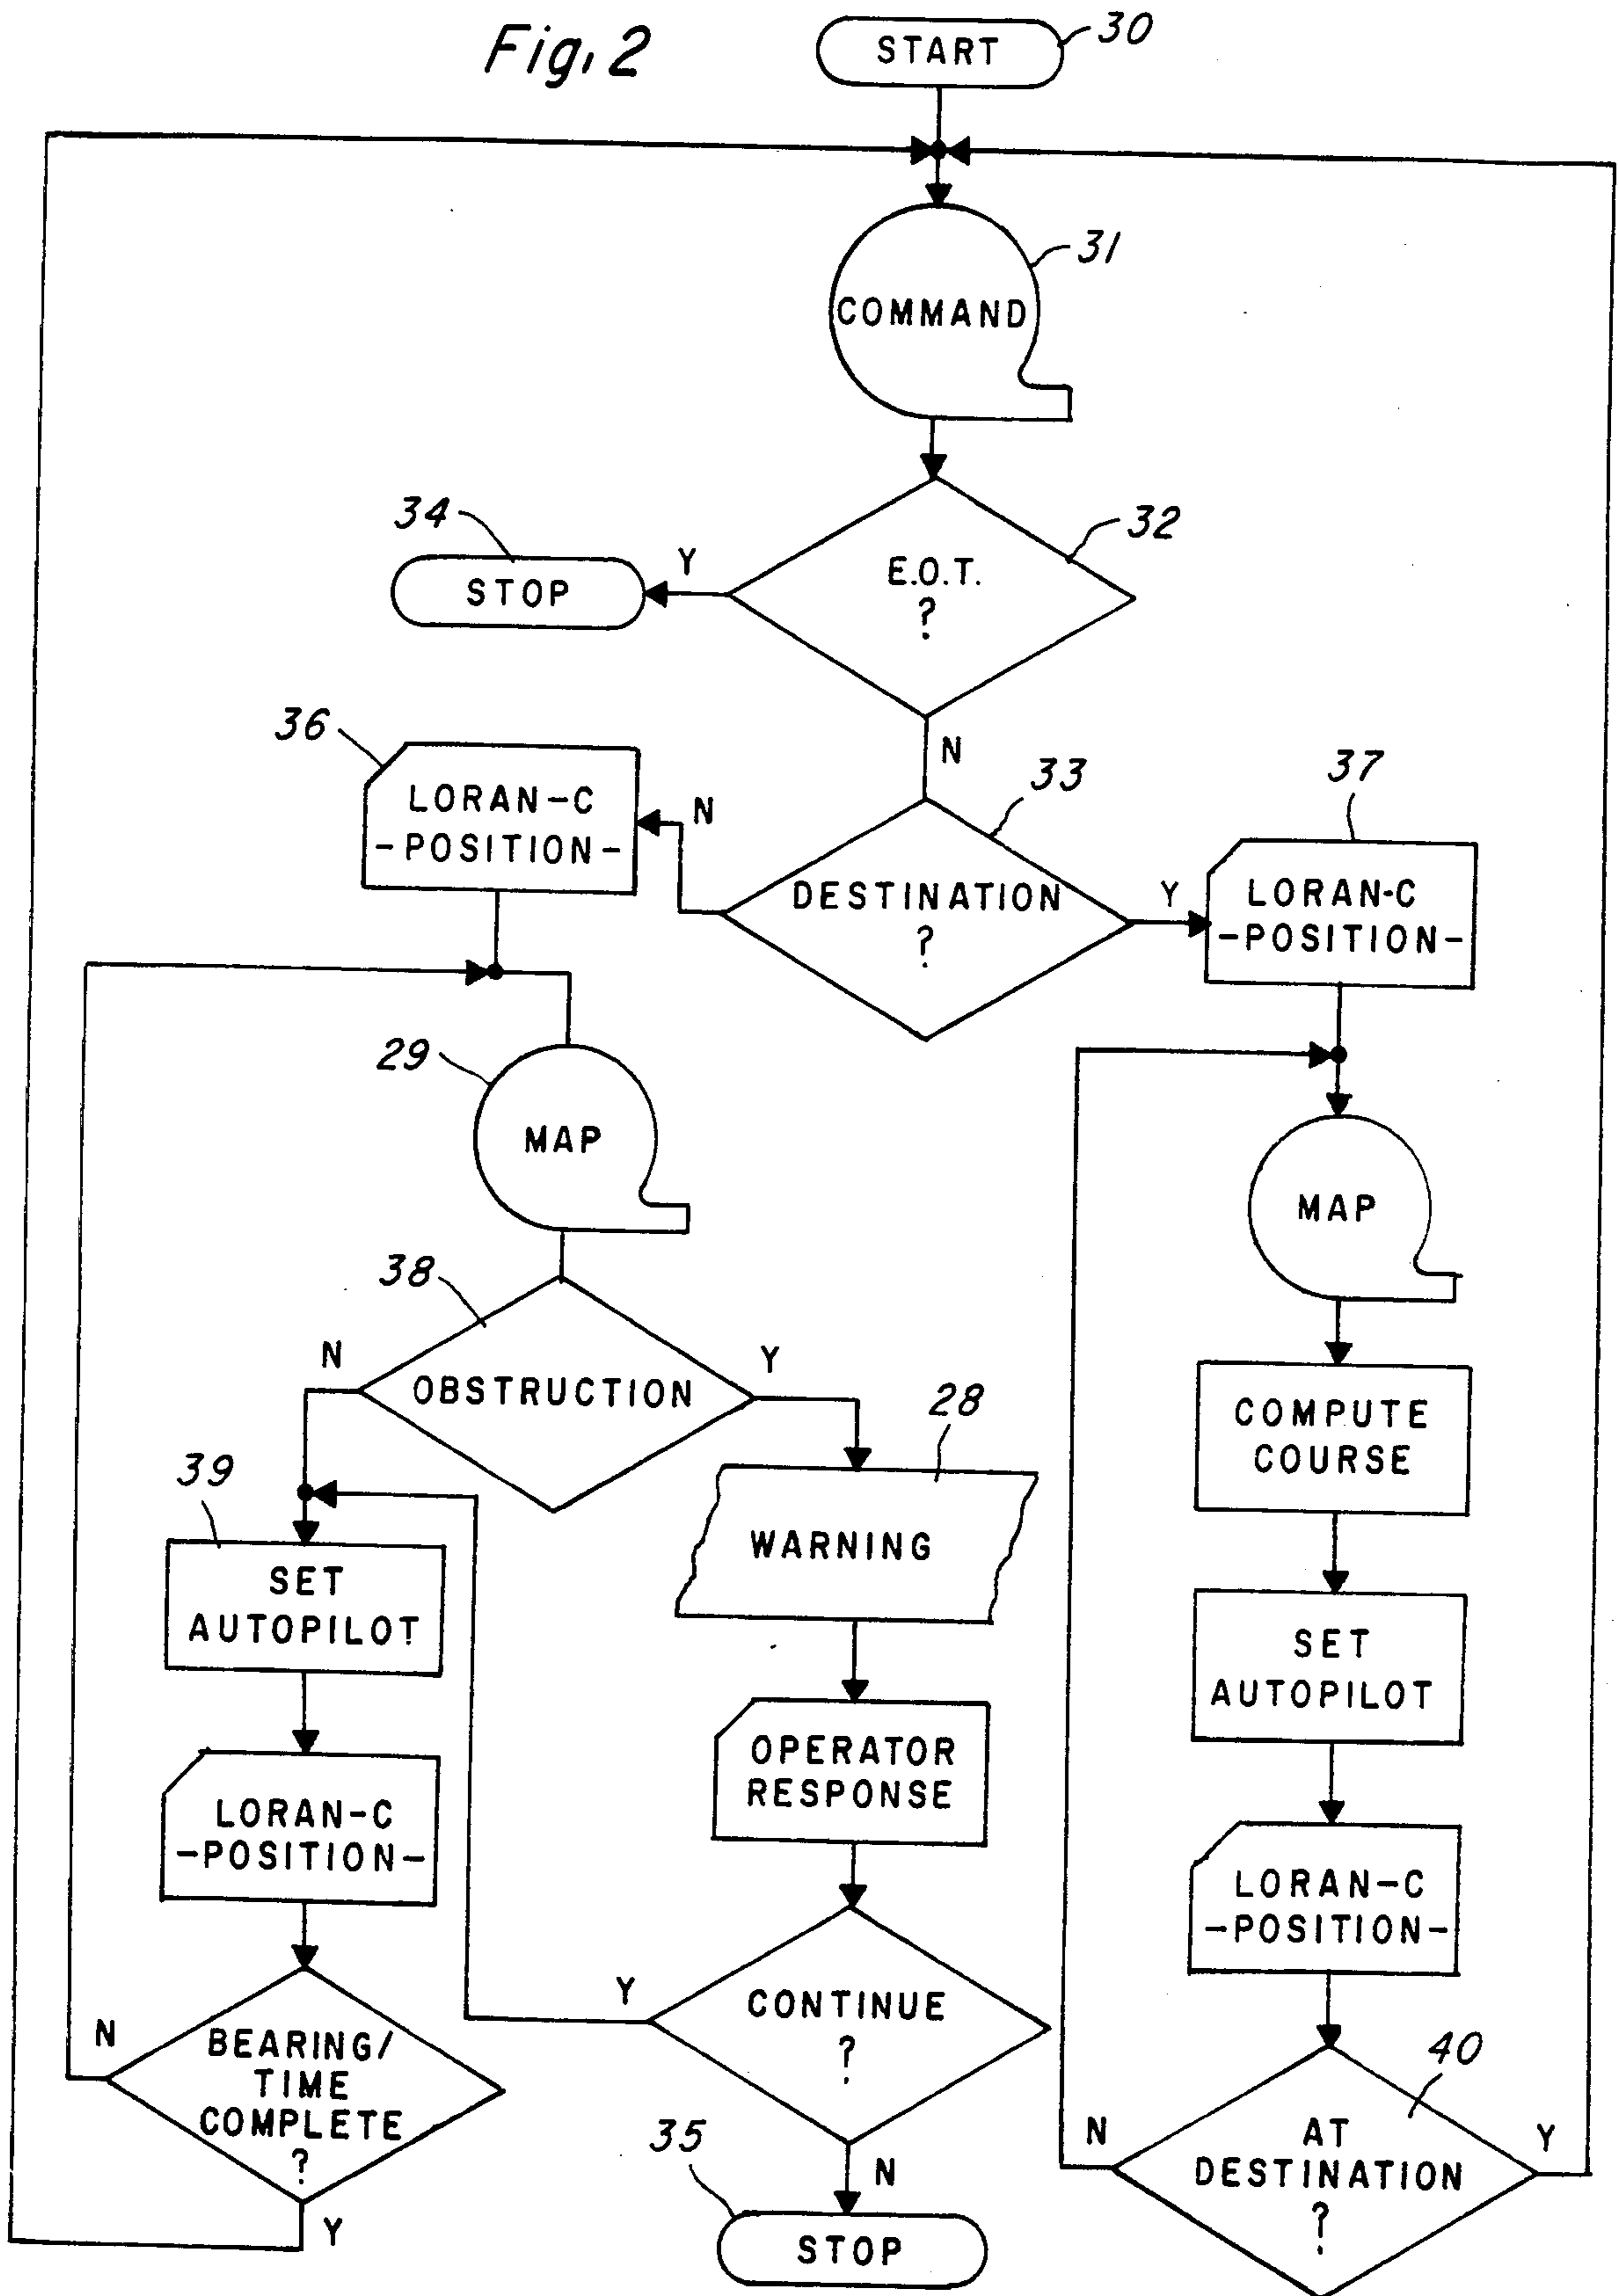 Fig. 2
START
30
31
COMMAND
34
32
STOP
Y
E.O.T.
?
36
N
33
37
LORAN-C
-POSITION-
N
DESTINATION
?
Y
LORAN-C
-POSITION-
29
MAP
MAP
38
N
Y
OBSTRUCTION
28
COMPUTE
COURSE
39
WARNING
SET
AUTOPILOT
SET
AUTOPILOT
OPERATOR
RESPONSE
LORAN-C
-POSITION-
LORAN-C
-POSITION-
Y
CONTINUE
?
N
BEARING/
TIME
COMPLETE
?
Y
40
35
N
N
AT
DESTINATION
?
Y
STOP